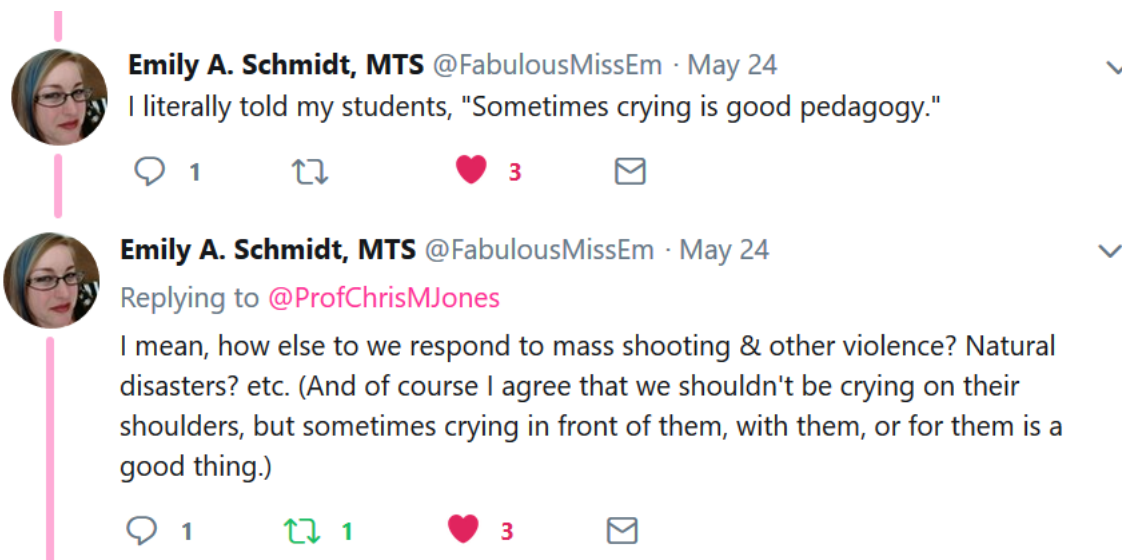 Emily A. Schmidt, MTS @FabulousMissEm · May 24
I literally told my students, "Sometimes crying is good pedagogy."
1 3
Emily A. Schmidt, MTS @FabulousMissEm · May 24
Replying to @ProfChrisMJones
I mean, how else to we respond to mass shooting & other violence? Natural
disasters? etc. (And of course I agree that we shouldn't be crying on their
shoulders, but sometimes crying in front of them, with them, or for them is a
good thing.)
1 1 3